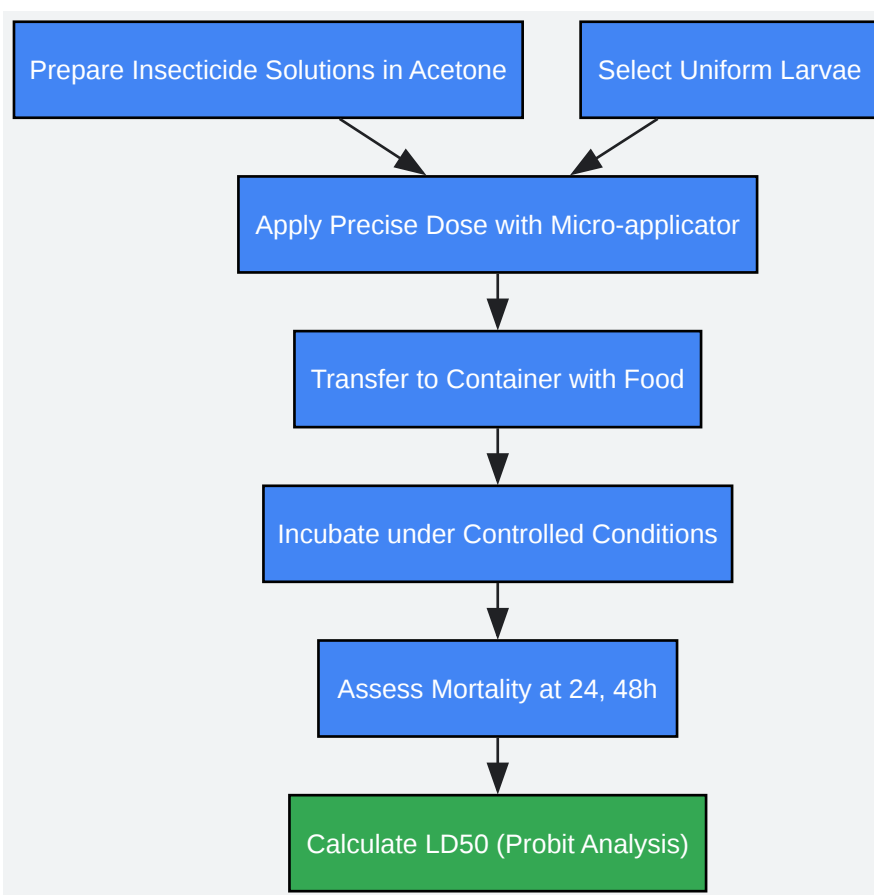 Prepare Insecticide Solutions in Acetone
Select Uniform Larvae
Apply Precise Dose with Micro-applicator
Transfer to Container with Food
Incubate under Controlled Conditions
Assess Mortality at 24, 48h
Calculate LD50 (Probit Analysis)